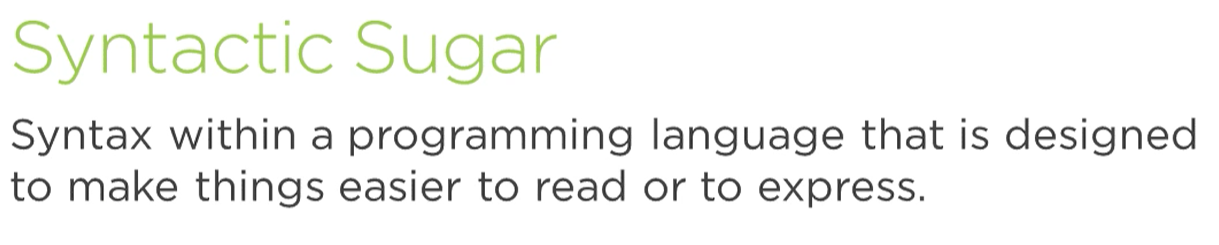 Syntactic Sugar
Syntax within a programming language that is designed
to make things easier to read or to express.